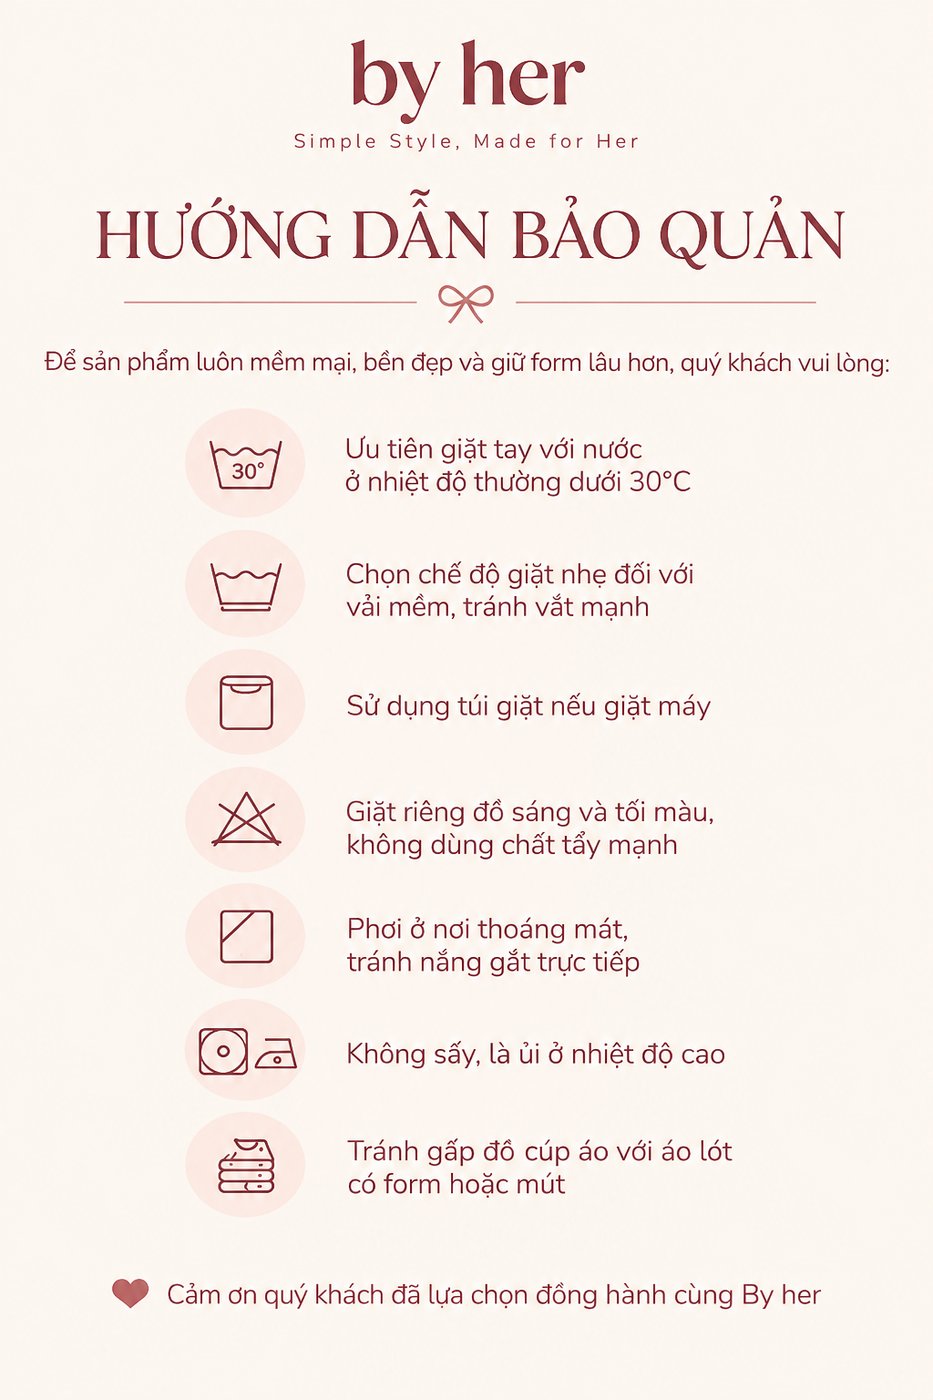 by her
Simple Style, Made for Her
HƯỚNG DẪN BẢO QUẢN
Để sản phẩm luôn mềm mại, bền đẹp và giữ form lâu hơn, quý khách vui lòng:
30°
Ưu tiên giặt tay với nước
ở nhiệt độ thường dưới 30°C
Chọn chế độ giặt nhẹ đối với
vải mềm, tránh vắt mạnh
Sử dụng túi giặt nếu giặt máy
Giặt riêng đồ sáng và tối màu,
không dùng chất tẩy mạnh
Phơi ở nơi thoáng mát,
tránh nắng gắt trực tiếp
Không sấy, là ủi ở nhiệt độ cao
Tránh gấp đồ cúp áo với áo lót
có form hoặc mút
Cảm ơn quý khách đã lựa chọn đồng hành cùng By her